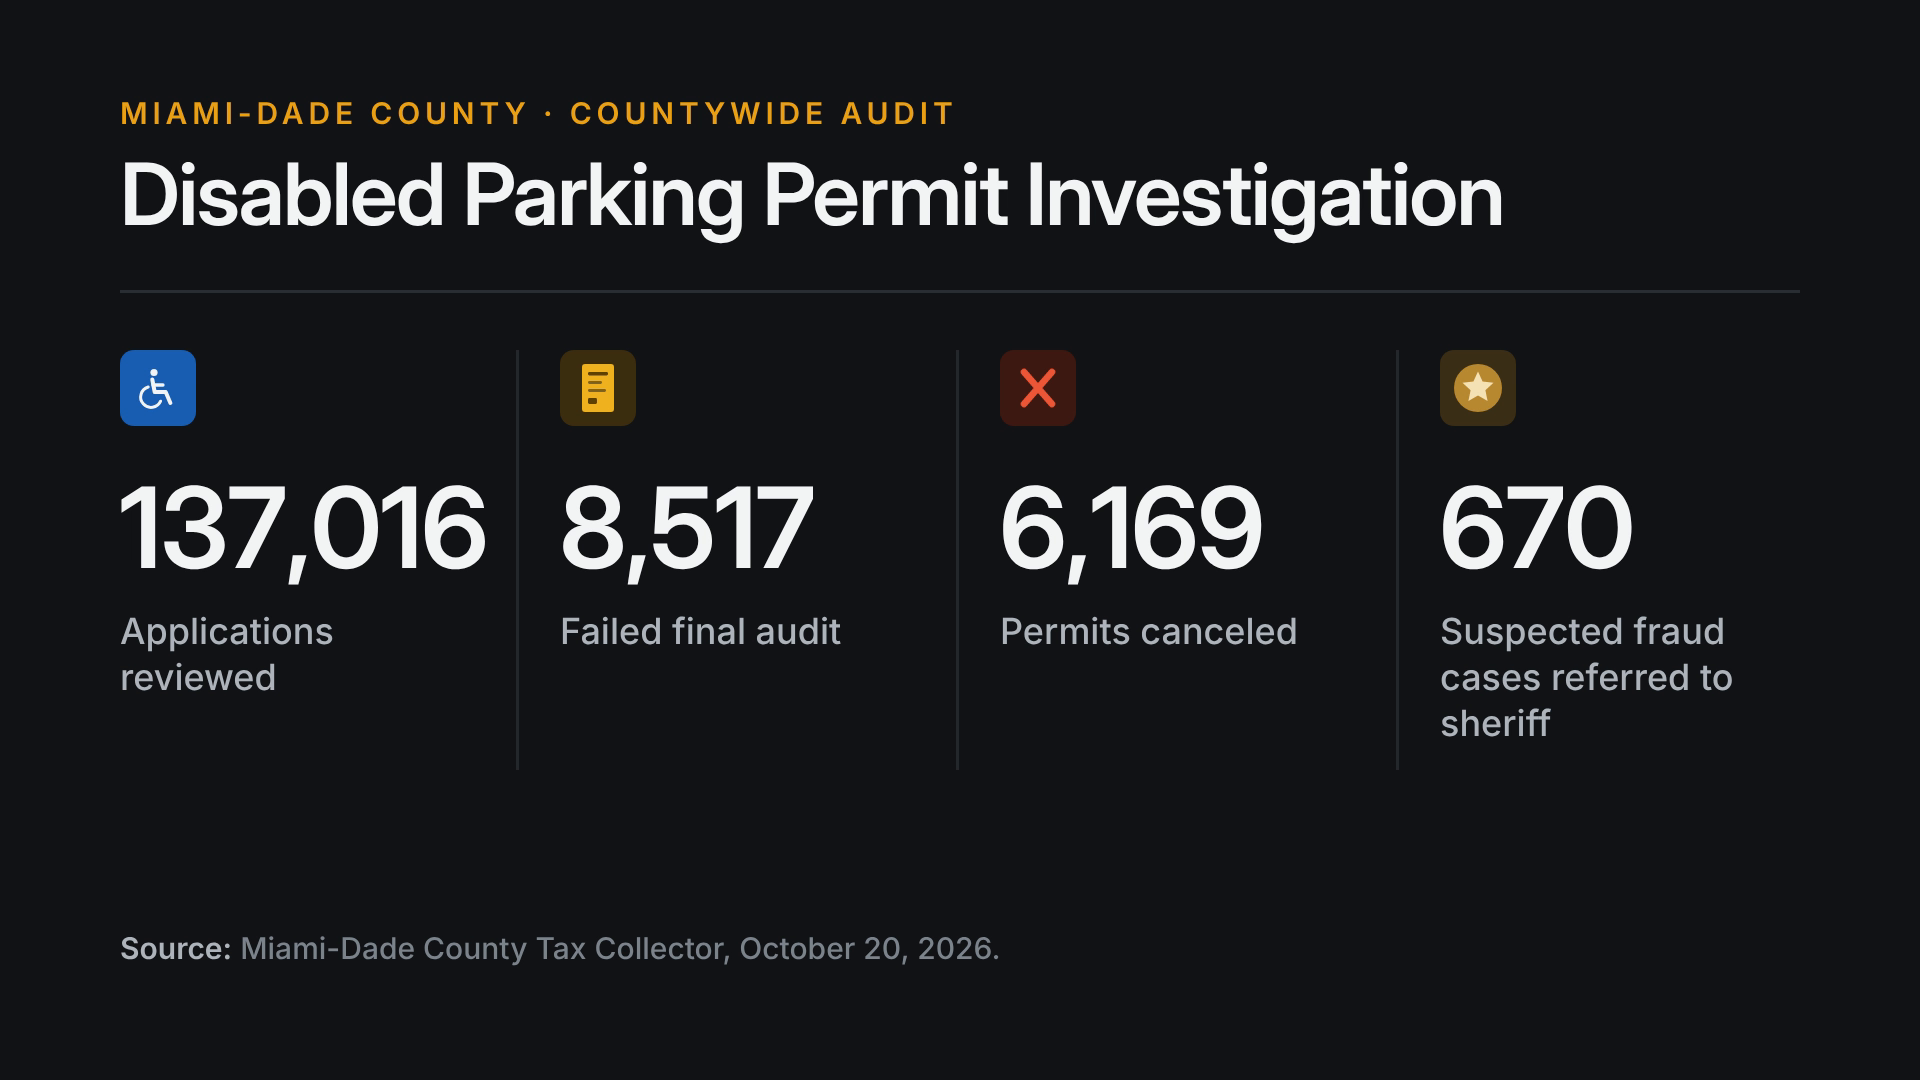 MIAMI-DADE COUNTY · COUNTYWIDE AUDIT
Disabled Parking Permit Investigation
137,016
Applications
reviewed
8,517
Failed final audit
6,169
Permits canceled
670
Suspected fraud
cases referred to
sheriff
Source: Miami-Dade County Tax Collector, October 20, 2026.